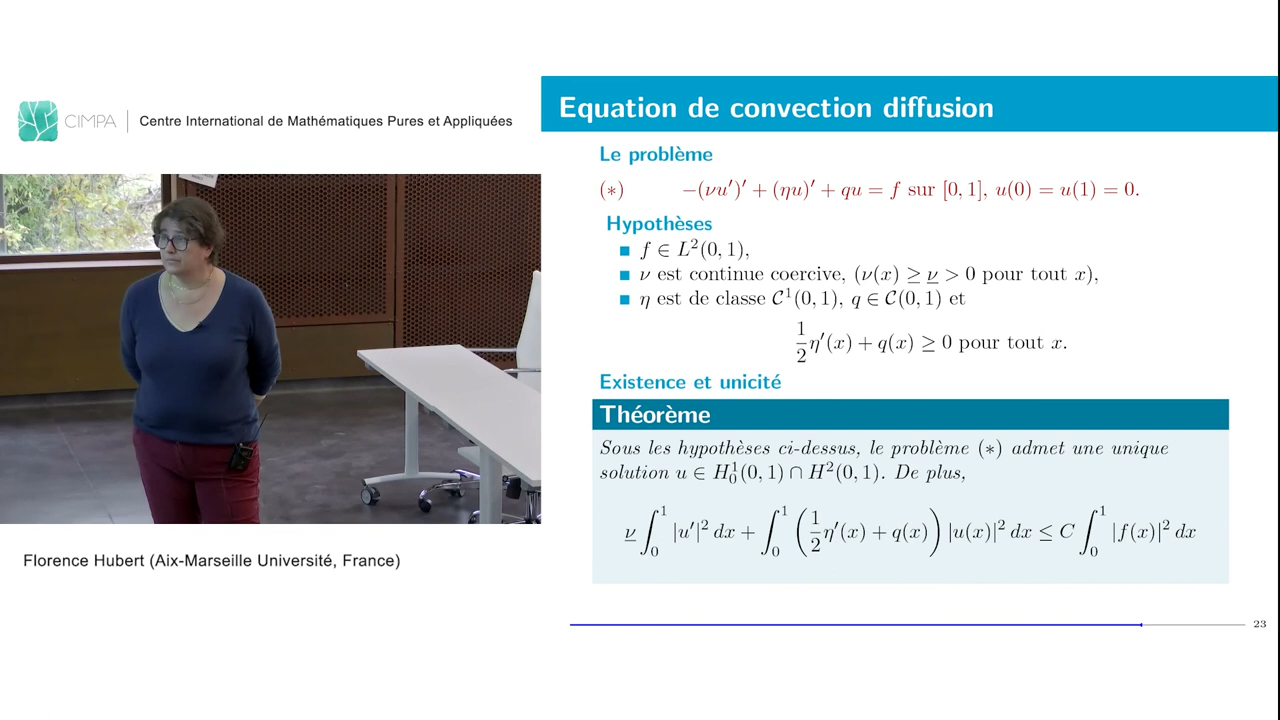 CIMPA
Centre International de Mathématiques Pures et Appliquées
Florence Hubert (Aix-Marseille Université, France)
Equation de convection diffusion
Le problème
(∗) −(νu′)′ + (ηu)′ + qu = f sur [0, 1], u(0) = u(1) = 0.
Hypothèses
■ f ∈ L²(0, 1),
■ ν est continue coercive, (ν(x) ≥ ν̲ > 0 pour tout x),
■ η est de classe 𝒞¹(0, 1), q ∈ 𝒞(0, 1) et
1/2 η′(x) + q(x) ≥ 0 pour tout x.
Existence et unicité
Théorème
Sous les hypothèses ci-dessus, le problème (∗) admet une unique
solution u ∈ H₀¹(0, 1) ∩ H²(0, 1). De plus,
ν̲ ∫₀¹ |u′|² dx + ∫₀¹ (1/2 η′(x) + q(x)) |u(x)|² dx ≤ C ∫₀¹ |f(x)|² dx
23